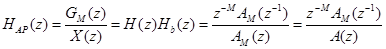 H_{AP}(z) = \frac{G_M(z)}{X(z)} = H(z)H_b(z) = \frac{z^{-M} A_M(z^{-1})}{A_M(z)} = \frac{z^{-M} A_M(z^{-1})}{A(z)}